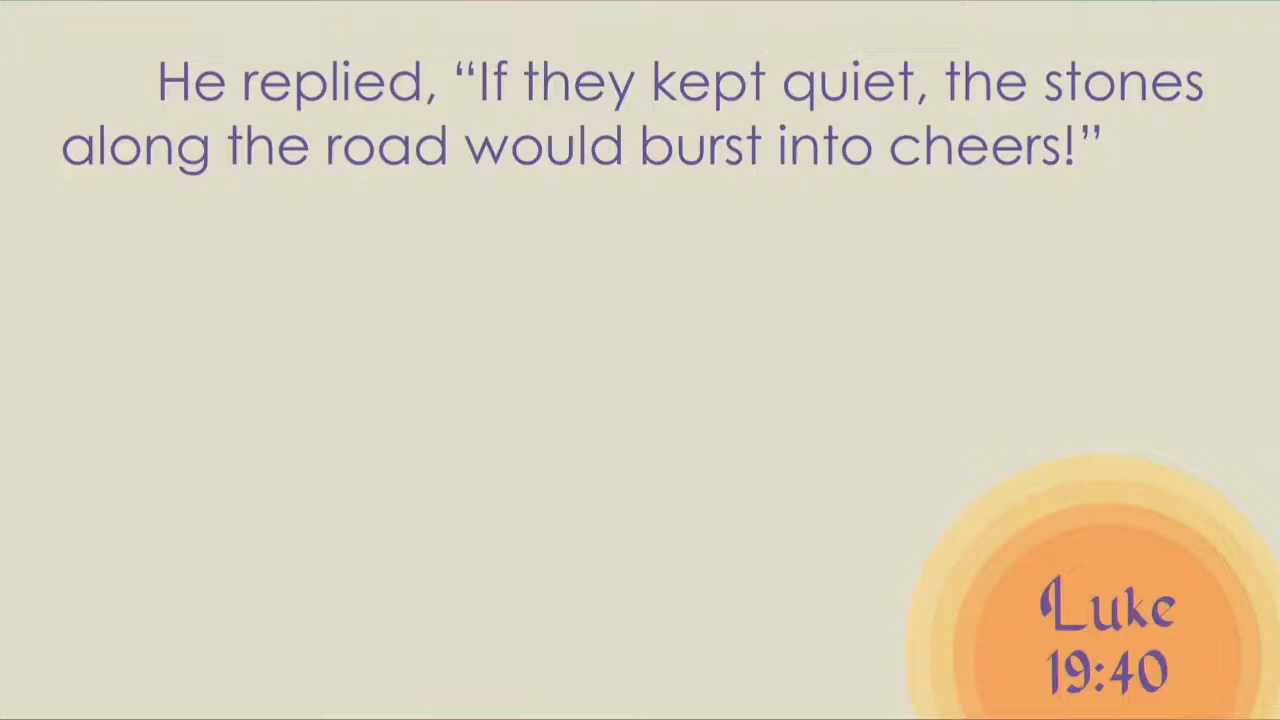 He replied, “If they kept quiet, the stones
along the road would burst into cheers!”
Luke
19:40